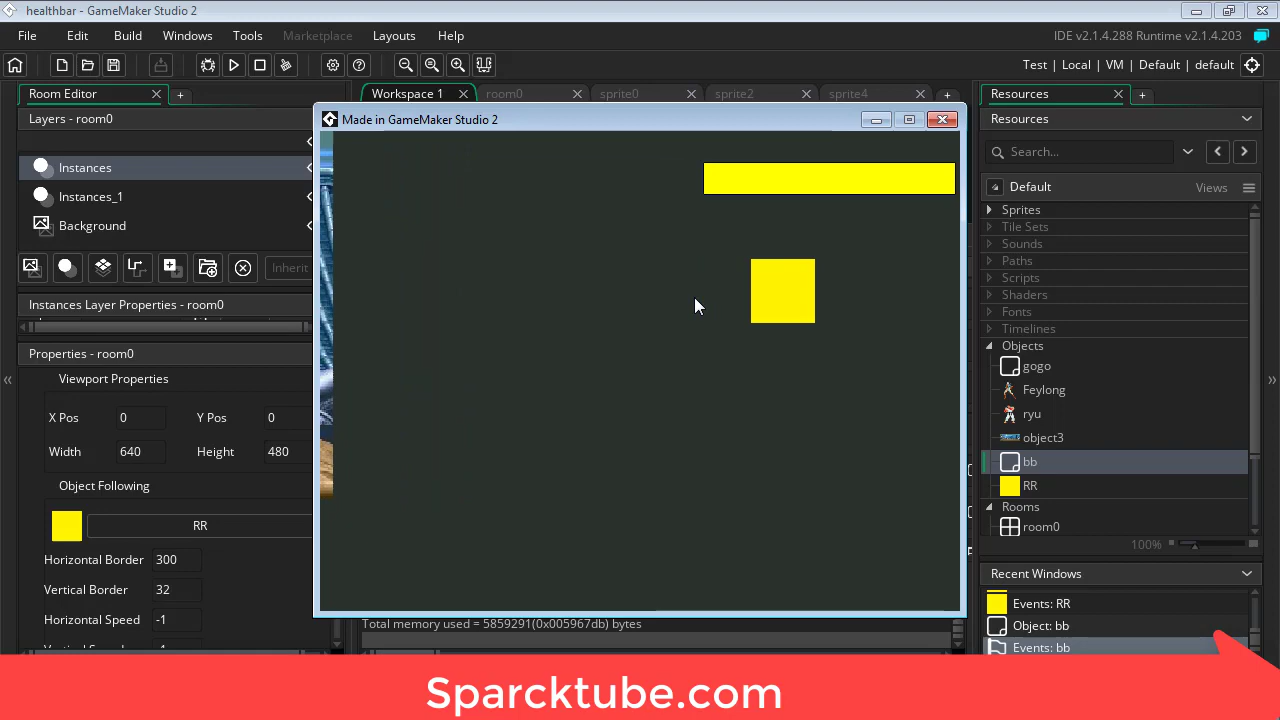 healthbar - GameMaker Studio 2
File Edit Build Windows Tools Marketplace Layouts Help
IDE v2.1.4.288 Runtime v2.1.4.203
Test | Local | VM | Default | default
Room Editor
Workspace 1
room0
sprite0
sprite2
sprite4
Resources
Layers - room0
Made in GameMaker Studio 2
Resources
Search...
Instances
Instances_1
Background
Inherit
Default
Views
Sprites
Tile Sets
Sounds
Paths
Scripts
Shaders
Fonts
Timelines
Objects
gogo
Feylong
ryu
object3
bb
RR
Rooms
room0
100%
Instances Layer Properties - room0
Properties - room0
Viewport Properties
X Pos 0 Y Pos 0
Width 640 Height 480
Object Following
RR
Horizontal Border 300
Vertical Border 32
Horizontal Speed -1
Total memory used = 5859291(0x005967db) bytes
Recent Windows
Events: RR
Object: bb
Events: bb
Sparcktube.com